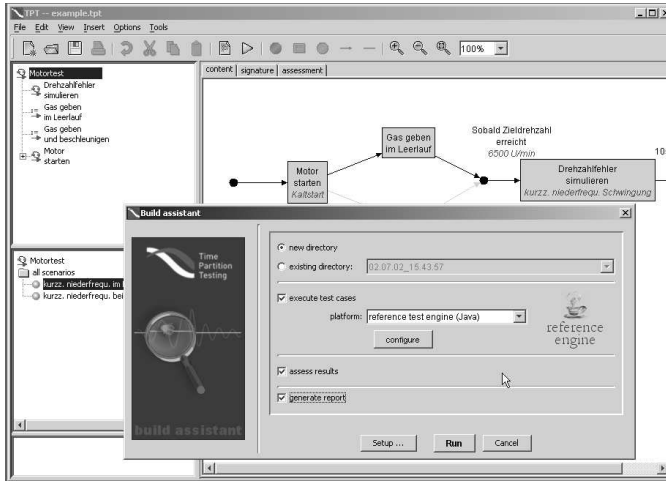 TPT -- example.tpt
File Edit View Insert Options Tools
100%
Motortest
Drehzahlfehler
simulieren
Gas geben
im Leerlauf
Gas geben
und beschleunigen
Motor
starten
content signature assessment
Gas geben
im Leerlauf
Sobald Zieldrehzahl
erreicht
6500 U/min
10
Motor
starten
Kaltstart
Drehzahlfehler
simulieren
kurzz. niederfrequ. Schwingung
Motortest
all scenarios
kurzz. niederfrequ. im
kurzz. niederfrequ. bei
Build assistant
Time
Partition
Testing
build assistant
new directory
existing directory: 02.07.02_15.43.57
execute test cases
platform: reference test engine (Java)
configure
reference
engine
assess results
generate report
Setup ... Run Cancel